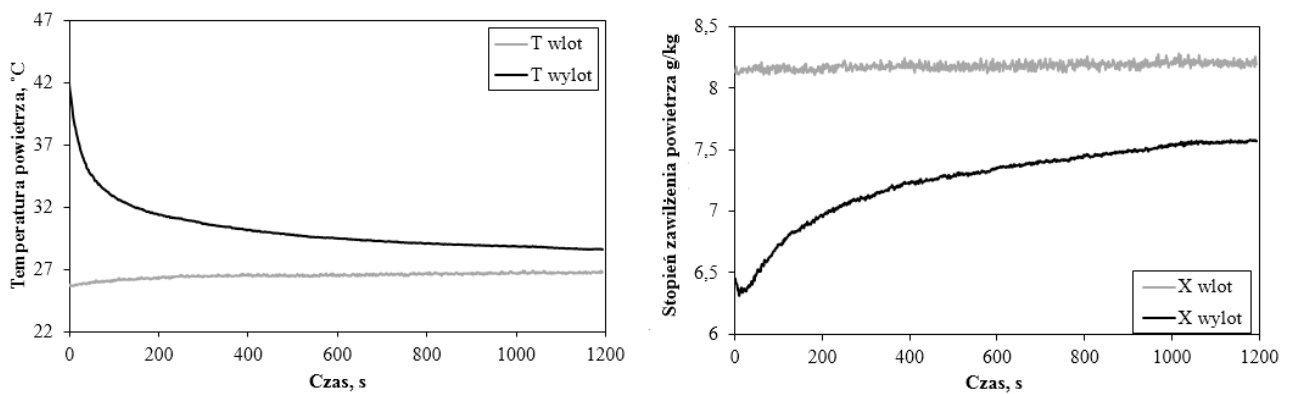 47
42
37
32
27
22
Temperatura powietrza, °C
T wlot
T wylot
0 200 400 600 800 1000 1200
Czas, s
8,5
8
7,5
7
6,5
6
Stopień zawilżenia powietrza g/kg
X wlot
X wylot
0 200 400 600 800 1000 1200
Czas, s